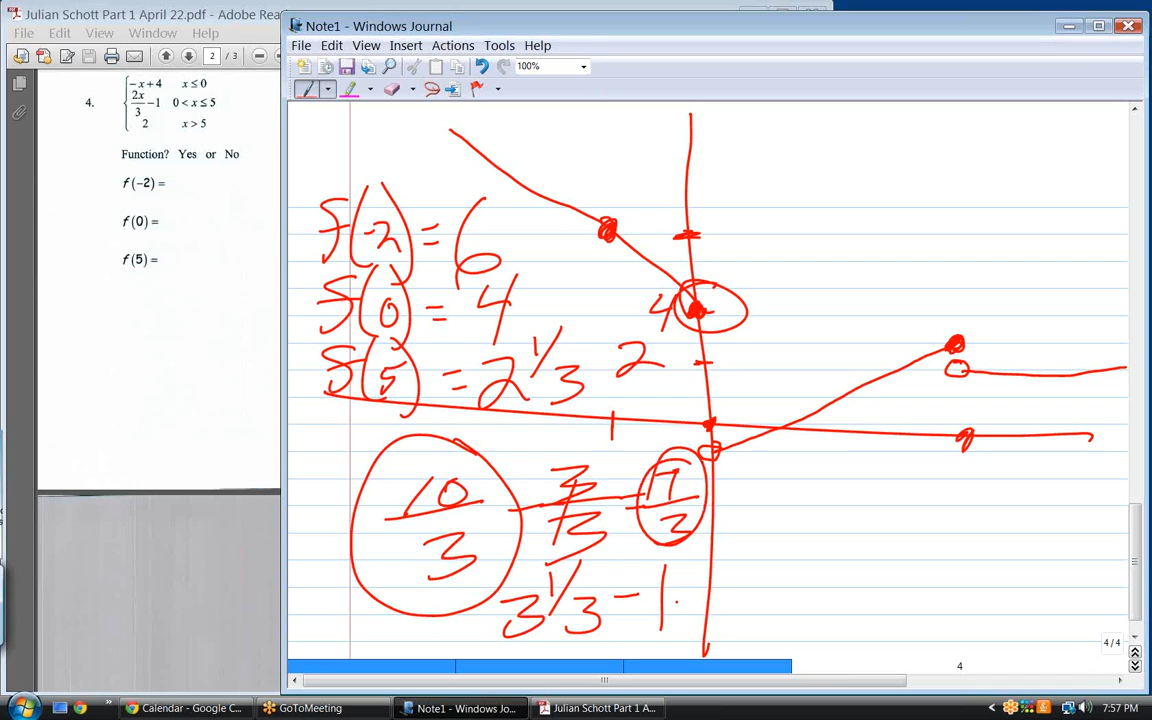 Julian Schott Part 1 April 22.pdf - Adobe Rea
File Edit View Window Help
2 / 3
4. −x+4 x ≤ 0
2x/3 −1 0 < x ≤ 5
2 x > 5
Function? Yes or No
f(-2) =
f(0) =
f(5) =
Note1 - Windows Journal
File Edit View Insert Actions Tools Help
100%
f(-2) = 6
f(0) = 4
f(5) = 2 1/3
4
2
10/3 - 3/3 = 7/3
3 1/3 - 1
4/4
4
Calendar - Google C...
GoToMeeting
Note1 - Windows Jo...
Julian Schott Part 1 A...
7:57 PM